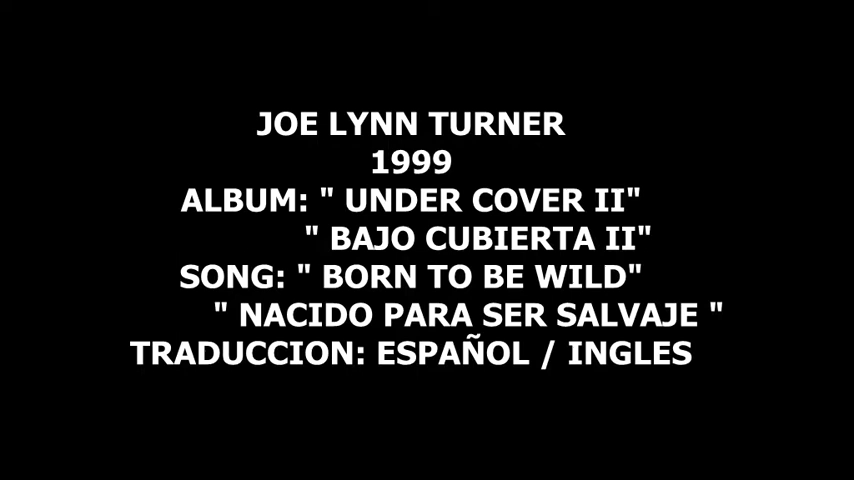 JOE LYNN TURNER
1999
ALBUM: " UNDER COVER II"
" BAJO CUBIERTA II"
SONG: " BORN TO BE WILD"
" NACIDO PARA SER SALVAJE "
TRADUCCION: ESPAÑOL / INGLES